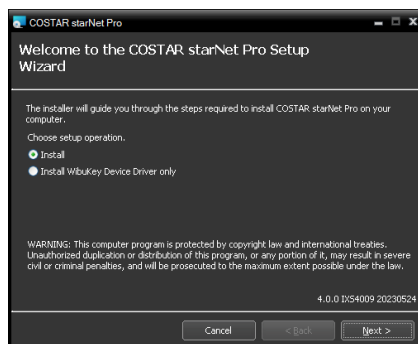 COSTAR starNet Pro
Welcome to the COSTAR starNet Pro Setup
Wizard
The installer will guide you through the steps required to install COSTAR starNet Pro on your
computer.
Choose setup operation.
Install
Install WibuKey Device Driver only
WARNING: This computer program is protected by copyright law and international treaties.
Unauthorized duplication or distribution of this program, or any portion of it, may result in severe
civil or criminal penalties, and will be prosecuted to the maximum extent possible under the law.
4.0.0 IX54009 20230524
Cancel < Back Next >